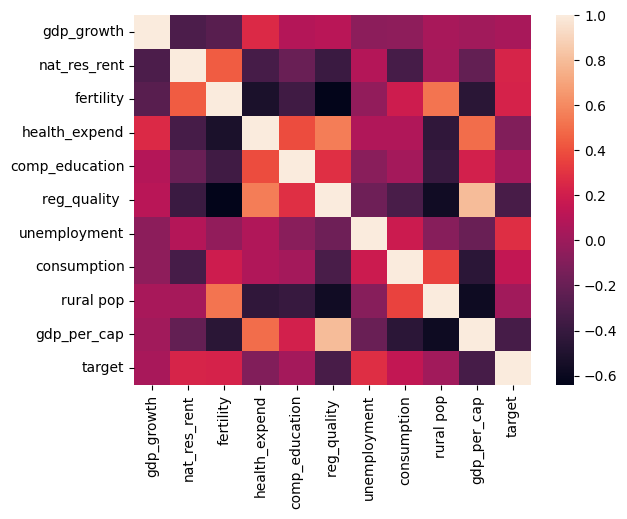 gdp_growth
nat_res_rent
fertility
health_expend
comp_education
reg_quality
unemployment
consumption
rural pop
gdp_per_cap
target
gdp_growth
nat_res_rent
fertility
health_expend
comp_education
reg_quality
unemployment
consumption
rural pop
gdp_per_cap
target
1.0
0.8
0.6
0.4
0.2
0.0
−0.2
−0.4
−0.6